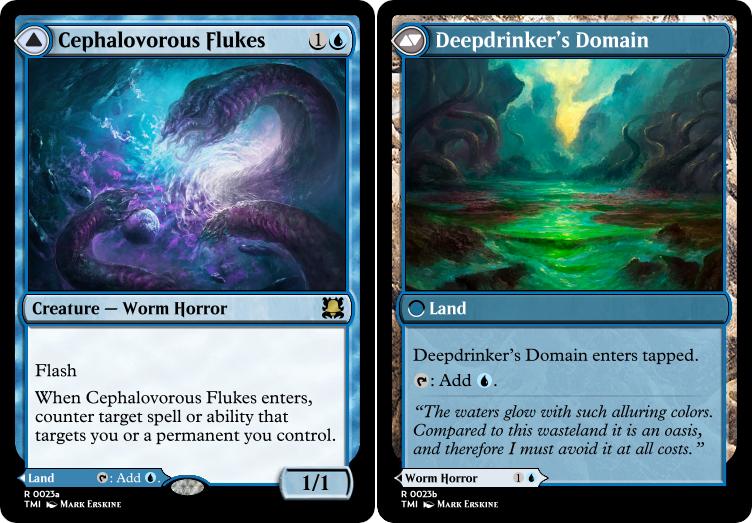 Cephalovorous Flukes 1
Creature — Worm Horror
Flash
When Cephalovorous Flukes enters,
counter target spell or ability that
targets you or a permanent you control.
Land : Add .
1/1
R 0023a
TMI Mark Erskine
Deepdrinker's Domain
Land
Deepdrinker's Domain enters tapped.
: Add .
"The waters glow with such alluring colors.
Compared to this wasteland it is an oasis,
and therefore I must avoid it at all costs."
Worm Horror 1
R 0023b
TMI Mark Erskine